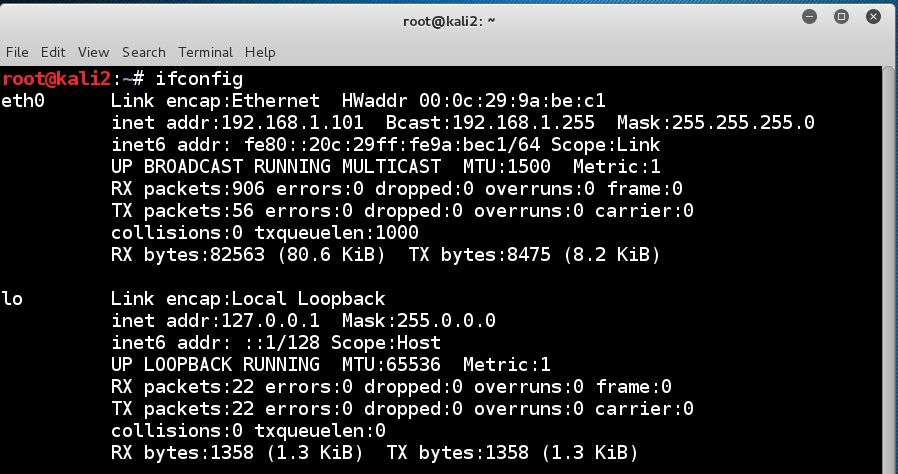 root@kali2: ~
File Edit View Search Terminal Help
root@kali2:~# ifconfig
eth0 Link encap:Ethernet HWaddr 00:0c:29:9a:be:c1
inet addr:192.168.1.101 Bcast:192.168.1.255 Mask:255.255.255.0
inet6 addr: fe80::20c:29ff:fe9a:bec1/64 Scope:Link
UP BROADCAST RUNNING MULTICAST MTU:1500 Metric:1
RX packets:906 errors:0 dropped:0 overruns:0 frame:0
TX packets:56 errors:0 dropped:0 overruns:0 carrier:0
collisions:0 txqueuelen:1000
RX bytes:82563 (80.6 KiB) TX bytes:8475 (8.2 KiB)
lo Link encap:Local Loopback
inet addr:127.0.0.1 Mask:255.0.0.0
inet6 addr: ::1/128 Scope:Host
UP LOOPBACK RUNNING MTU:65536 Metric:1
RX packets:22 errors:0 dropped:0 overruns:0 frame:0
TX packets:22 errors:0 dropped:0 overruns:0 carrier:0
collisions:0 txqueuelen:0
RX bytes:1358 (1.3 KiB) TX bytes:1358 (1.3 KiB)